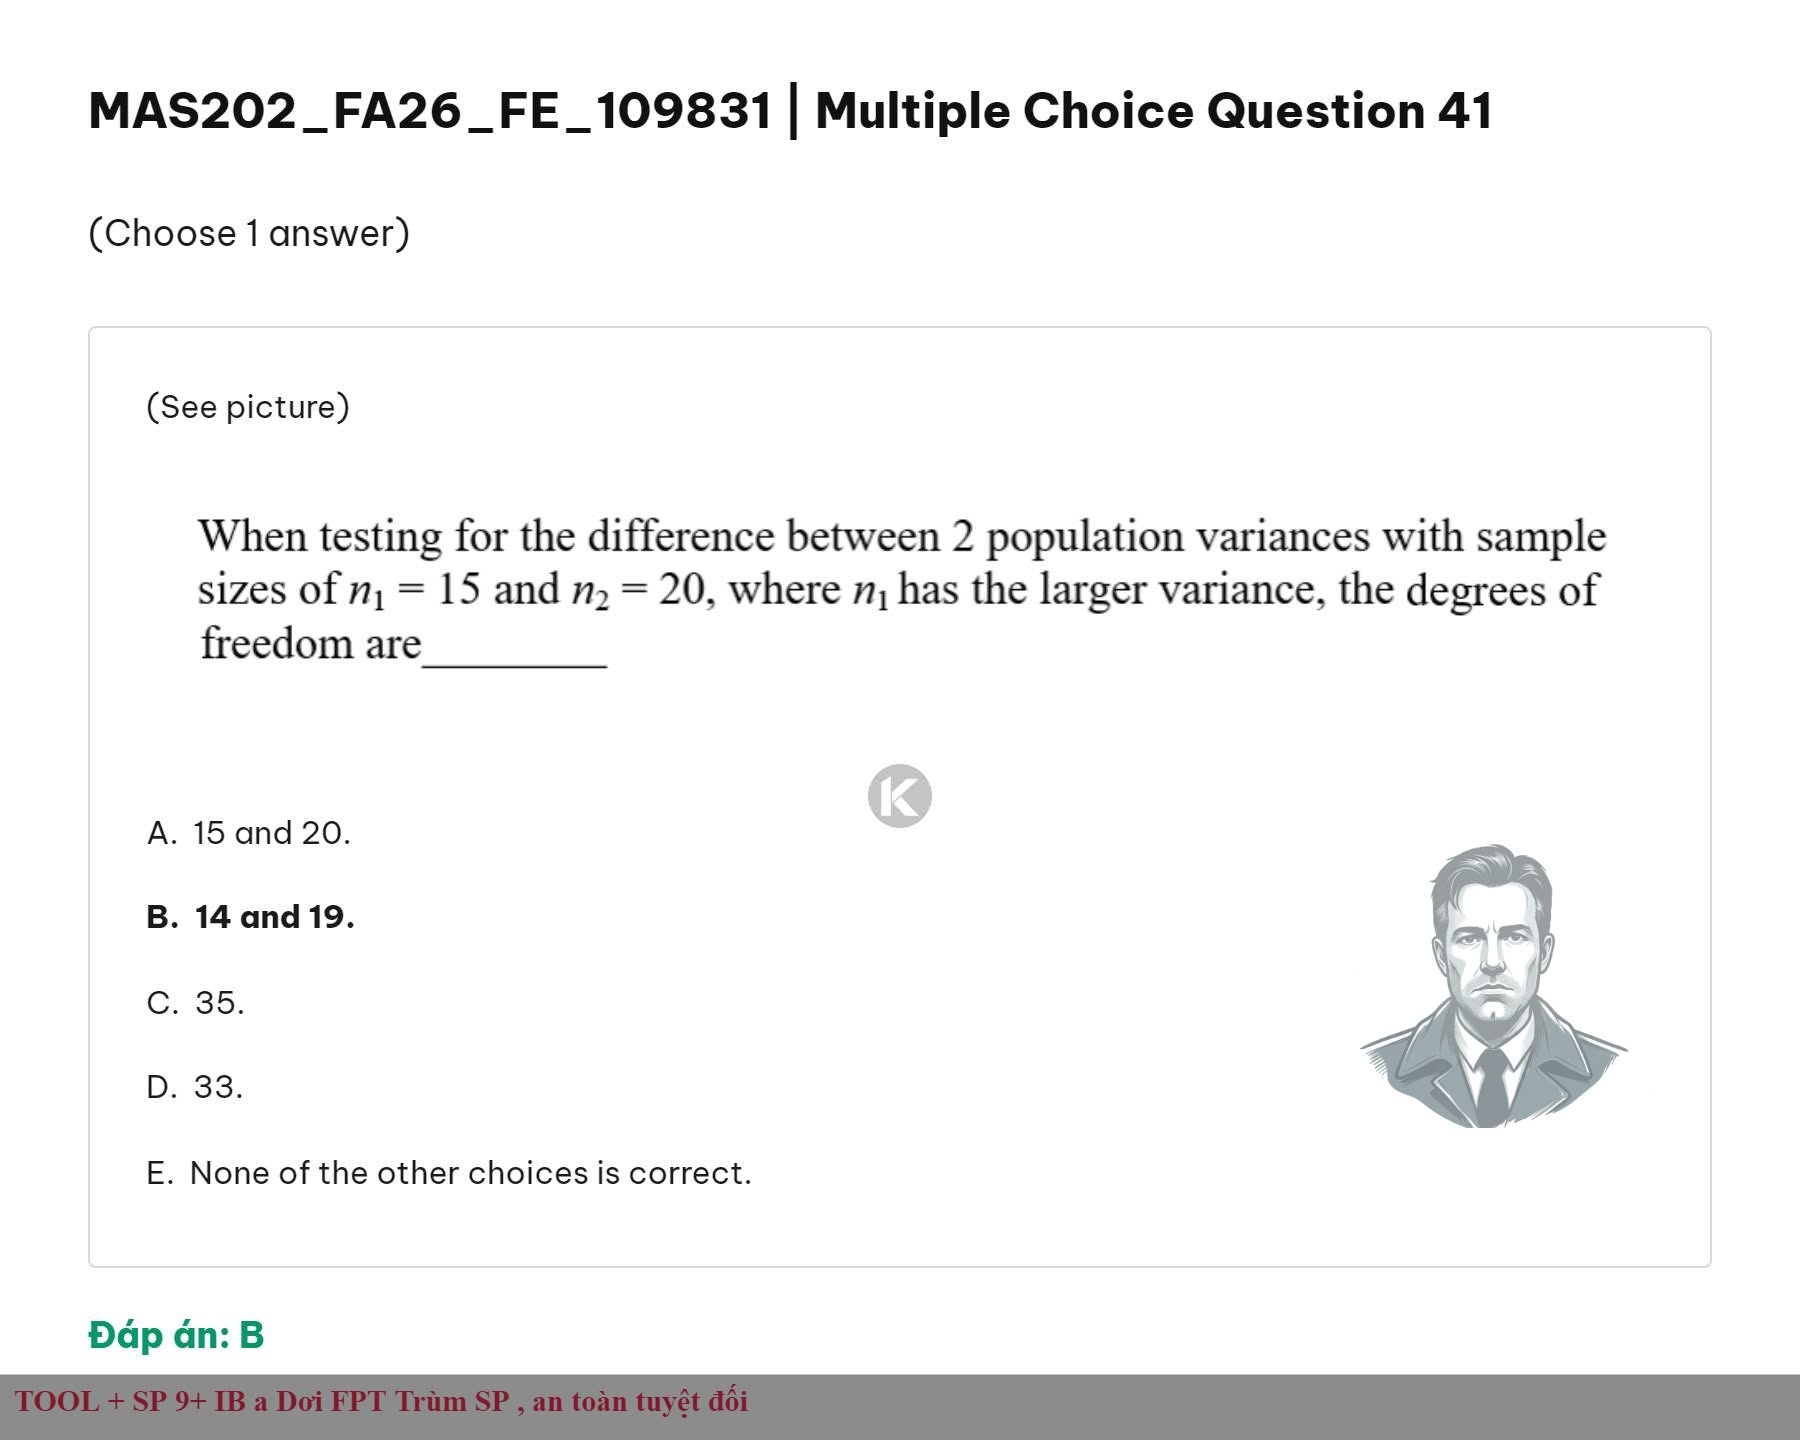 MAS202_FA26_FE_109831 | Multiple Choice Question 41
(Choose 1 answer)
(See picture)
When testing for the difference between 2 population variances with sample
sizes of n₁ = 15 and n₂ = 20, where n₁ has the larger variance, the degrees of
freedom are________
K
A. 15 and 20.
B. 14 and 19.
C. 35.
D. 33.
E. None of the other choices is correct.
Đáp án: B
TOOL + SP 9+ IB a Dơi FPT Trùm SP , an toàn tuyệt đối